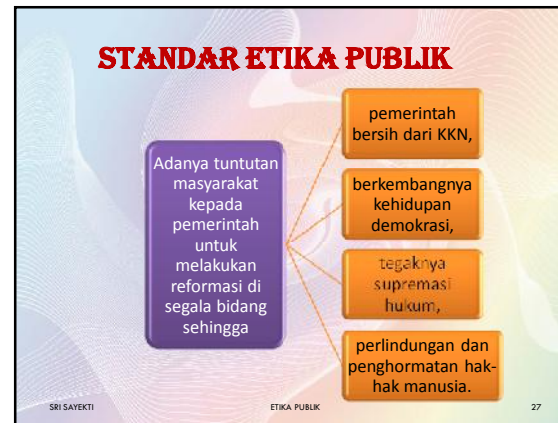 STANDAR ETIKA PUBLIK
Adanya tuntutan
masyarakat
kepada
pemerintah
untuk
melakukan
reformasi di
segala bidang
sehingga
pemerintah
bersih dari KKN,
berkembangnya
kehidupan
demokrasi,
tegaknya
supremasi
hukum,
perlindungan dan
penghormatan hak-
hak manusia.
SRI SAYEKTI
ETIKA PUBLIK
27